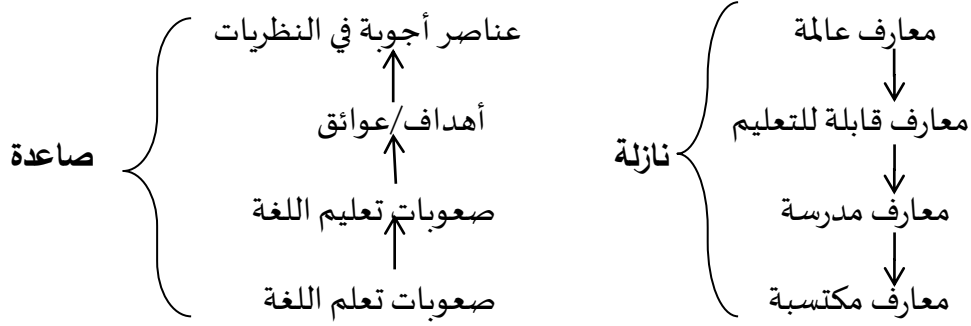 معارف عالمة
معارف قابلة للتعليم
نازلة
معارف مدرسة
معارف مكتسبة
عناصر أجوبة في النظريات
أهداف/عوائق
صاعدة
صعوبات تعليم اللغة
صعوبات تعلم اللغة